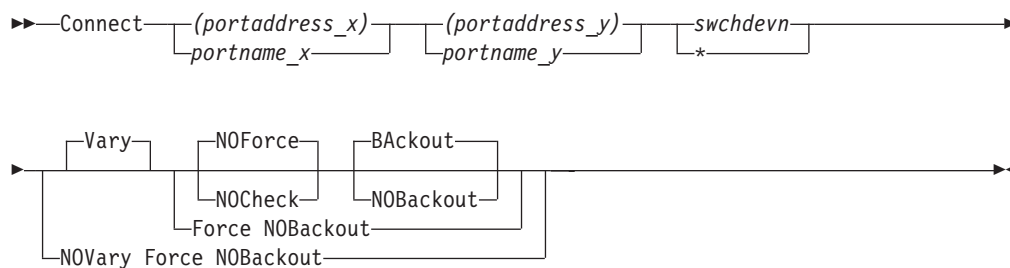 Connect (portaddress_x) (portaddress_y) swchdevn
portname_x portname_y *
Vary NOForce BAckout
NOCheck NOBackout
Force NOBackout
NOVary Force NOBackout